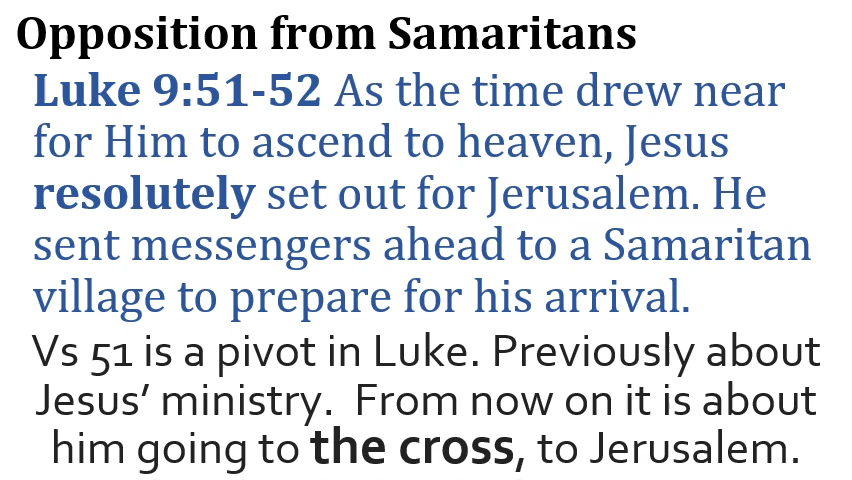 Opposition from Samaritans
Luke 9:51-52 As the time drew near
for Him to ascend to heaven, Jesus
resolutely set out for Jerusalem. He
sent messengers ahead to a Samaritan
village to prepare for his arrival.
Vs 51 is a pivot in Luke. Previously about
Jesus’ ministry.  From now on it is about
him going to the cross, to Jerusalem.